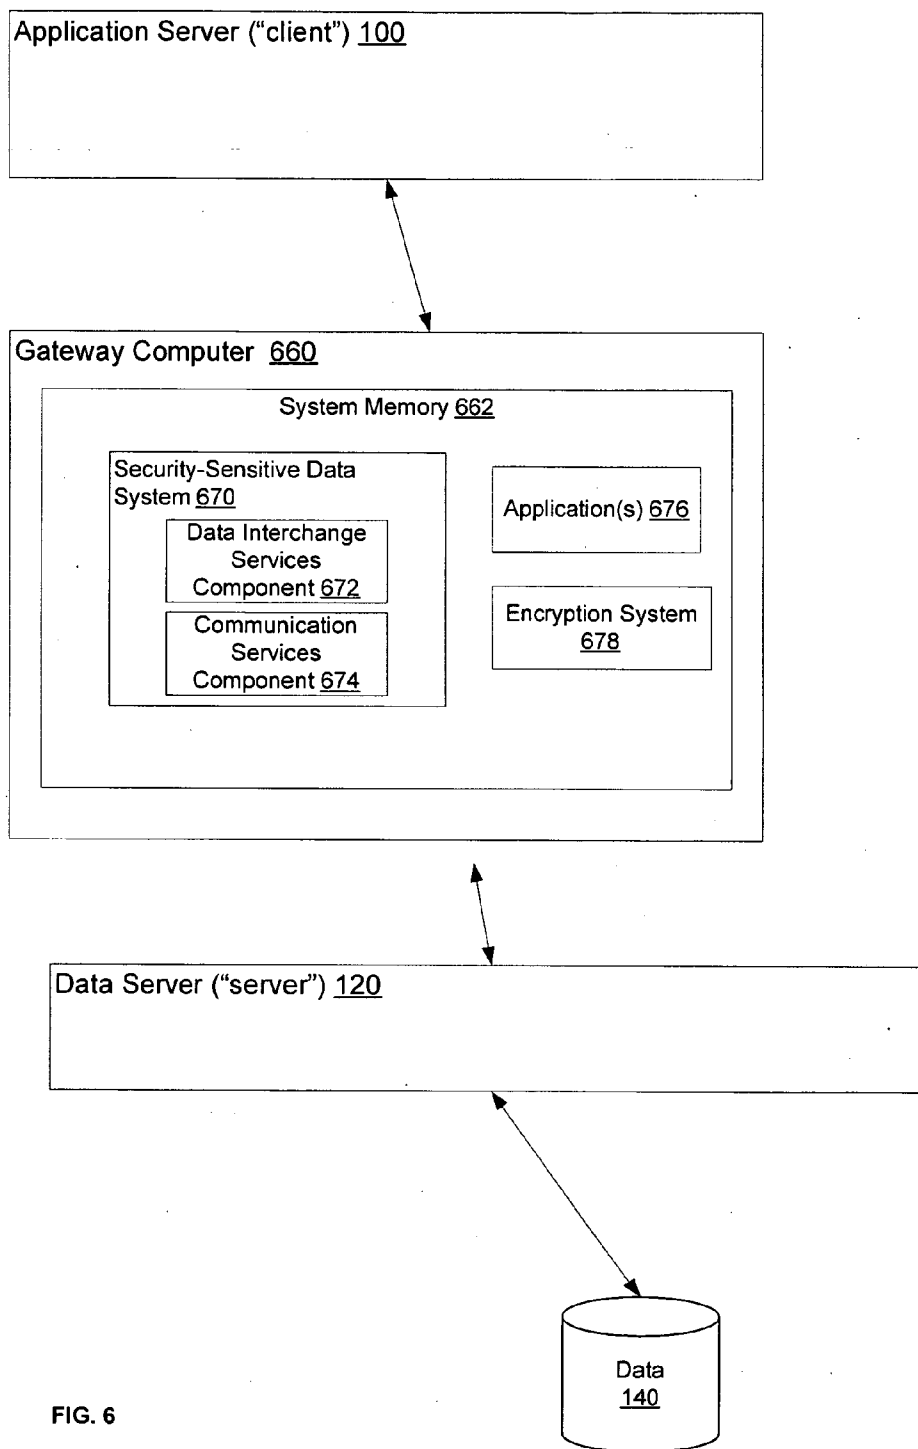 Application Server (“client”) 100
Gateway Computer 660
System Memory 662
Security-Sensitive Data
System 670
Data Interchange
Services
Component 672
Communication
Services
Component 674
Application(s) 676
Encryption System
678
Data Server (“server”) 120
Data
140
FIG. 6